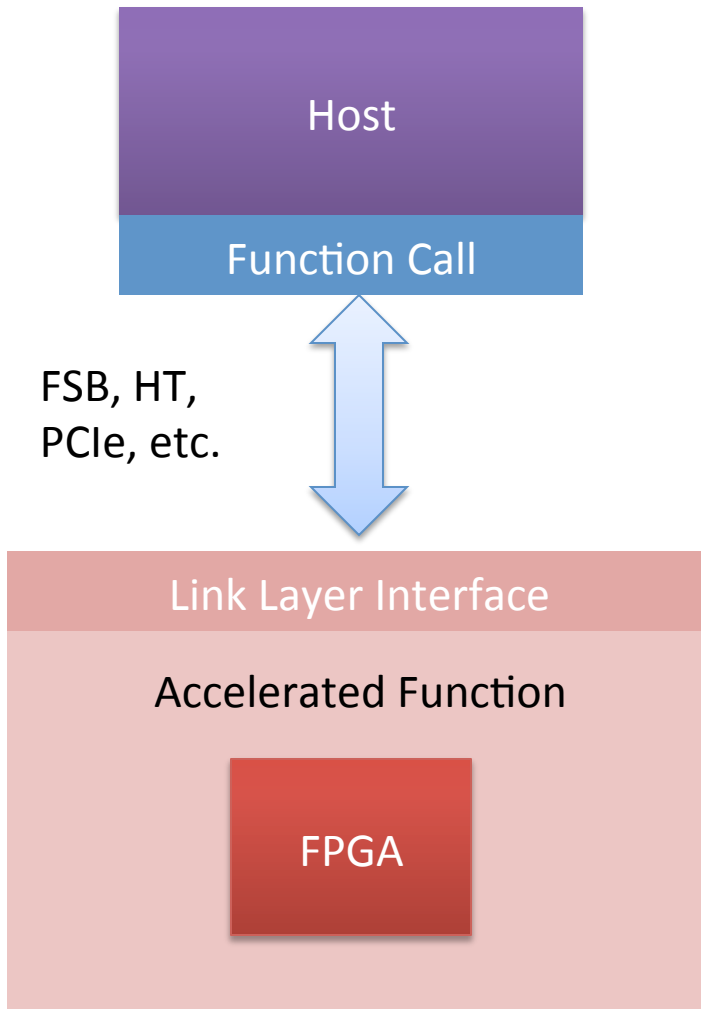 Host
Function Call
FSB, HT,
PCIe, etc.
Link Layer Interface
Accelerated Function
FPGA